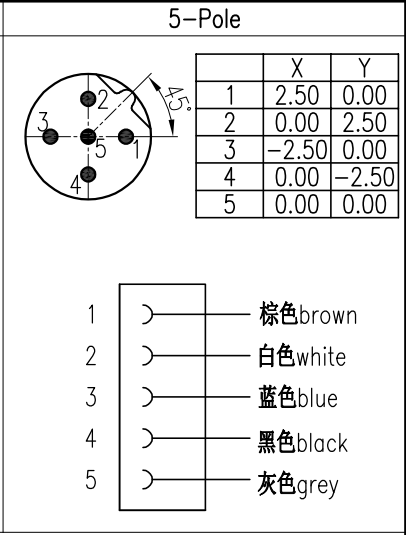 5-Pole
2
45°
3
5
1
4
X Y
1 2.50 0.00
2 0.00 2.50
3 -2.50 0.00
4 0.00 -2.50
5 0.00 0.00
1 棕色brown
2 白色white
3 蓝色blue
4 黑色black
5 灰色grey